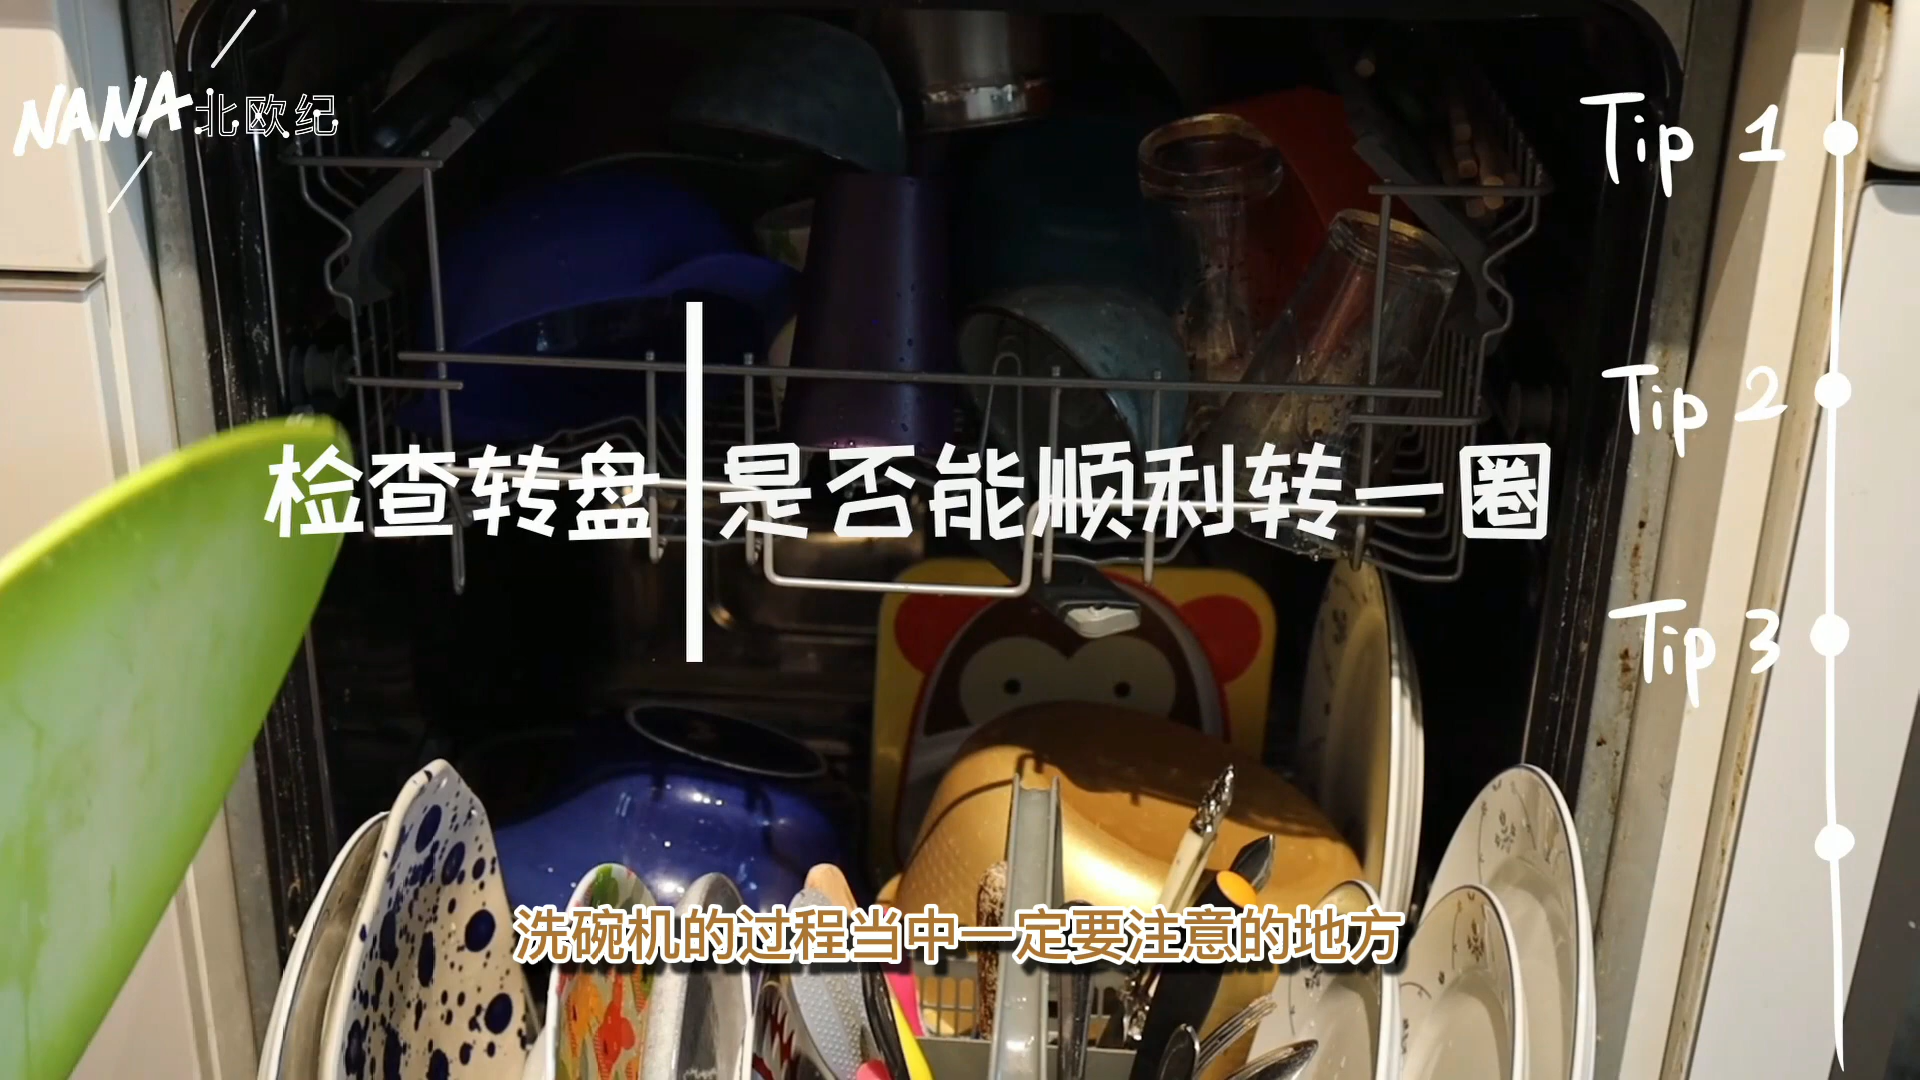 NANA北欧纪
Tip 1
Tip 2
检查转盘 是否能顺利转一圈
Tip 3
洗碗机的过程当中一定要注意的地方